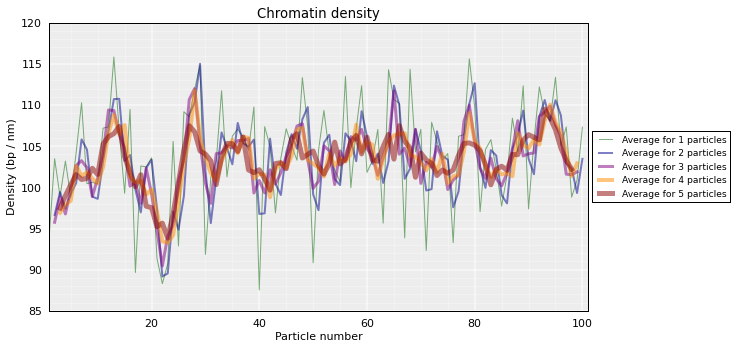 Chromatin density
120
115
110
105
100
95
90
85
Density (bp / nm)
20
40
60
80
100
Particle number
Average for 1 particles
Average for 2 particles
Average for 3 particles
Average for 4 particles
Average for 5 particles